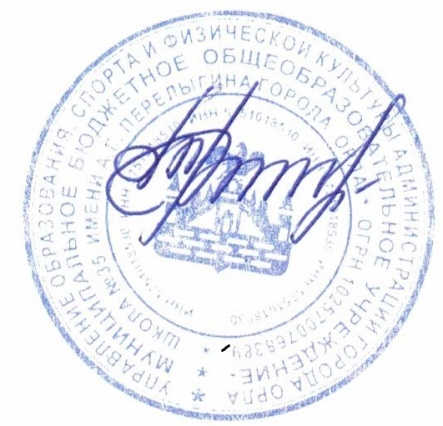 УПРАВЛЕНИЕ ОБРАЗОВАНИЯ, СПОРТА И ФИЗИЧЕСКОЙ КУЛЬТУРЫ АДМИНИСТРАЦИИ ГОРОДА ОРЛА
МУНИЦИПАЛЬНОЕ БЮДЖЕТНОЕ ОБЩЕОБРАЗОВАТЕЛЬНОЕ УЧРЕЖДЕНИЕ-
ШКОЛА №35 ИМЕНИ А.Г. ПЕРЕЛЫГИНА ГОРОДА ОРЛА ОГРН
ИНН